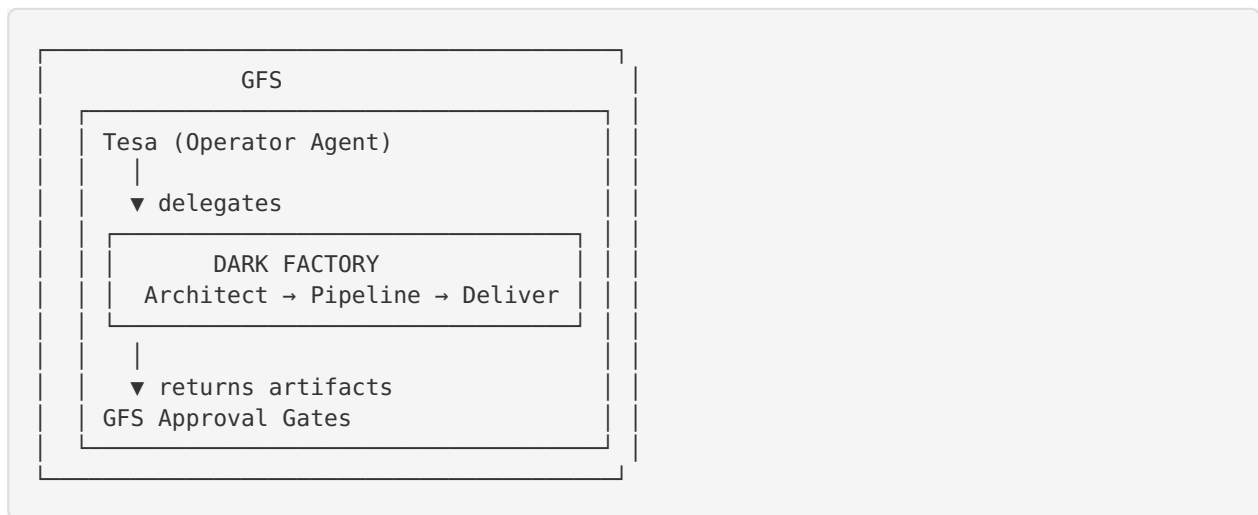 GFS
Tesa (Operator Agent)
▼ delegates
DARK FACTORY
Architect → Pipeline → Deliver
▼ returns artifacts
GFS Approval Gates